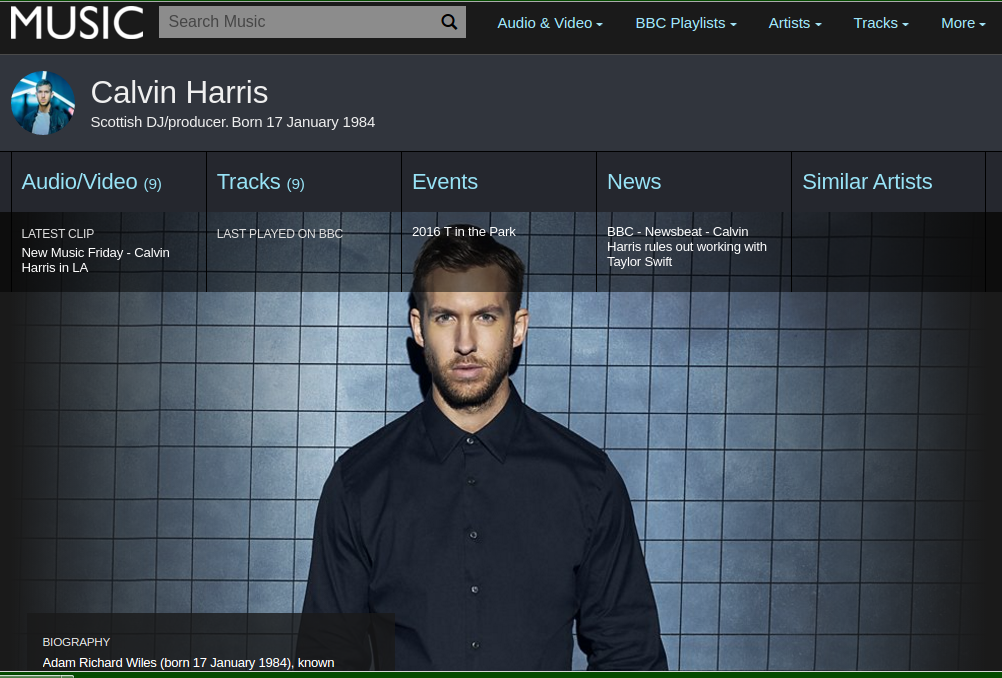 MUSIC
Search Music
Audio & Video
BBC Playlists
Artists
Tracks
More
Calvin Harris
Scottish DJ/producer. Born 17 January 1984
Audio/Video (9)
Tracks (9)
Events
News
Similar Artists
LATEST CLIP
New Music Friday - Calvin
Harris in LA
LAST PLAYED ON BBC
2016 T in the Park
BBC - Newsbeat - Calvin
Harris rules out working with
Taylor Swift
BIOGRAPHY
Adam Richard Wiles (born 17 January 1984), known